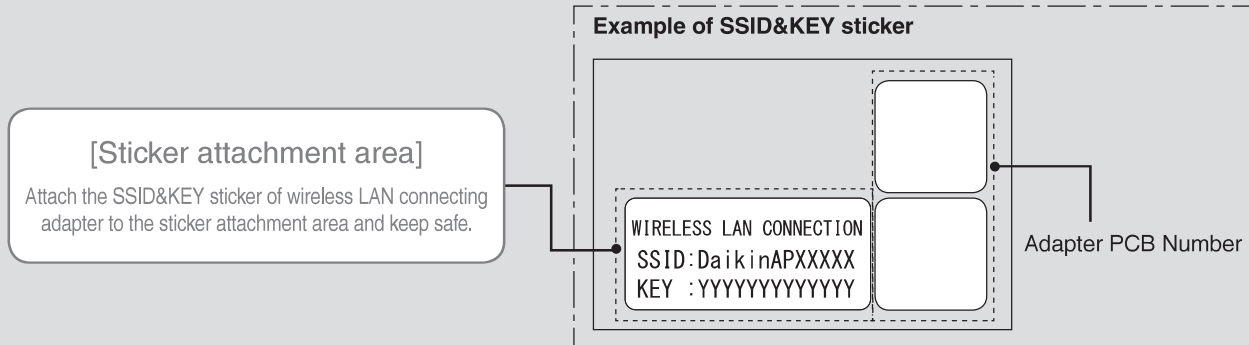 Example of SSID&KEY sticker
[Sticker attachment area]
Attach the SSID&KEY sticker of wireless LAN connecting
adapter to the sticker attachment area and keep safe.
WIRELESS LAN CONNECTION
SSID:DaikinAPXXXXX
KEY :YYYYYYYYYYYYY
Adapter PCB Number